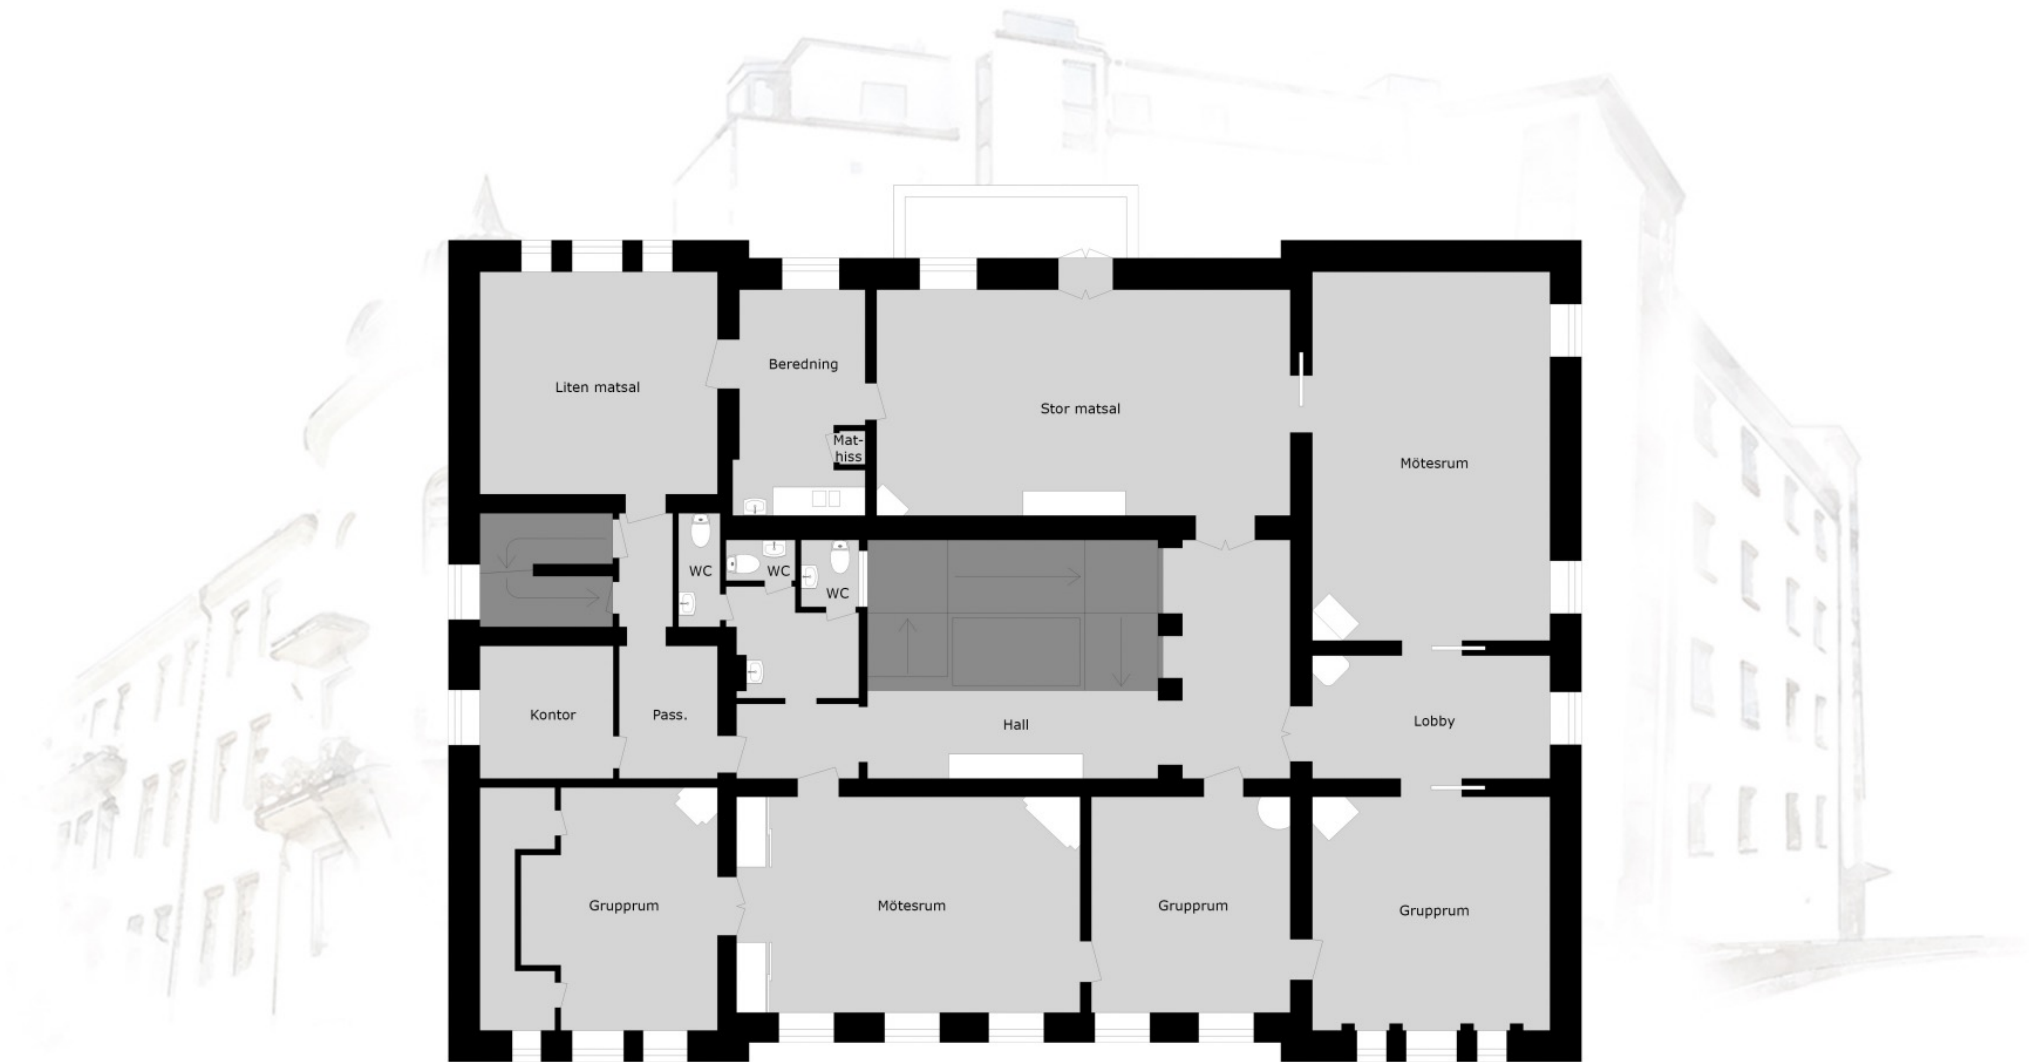 Beredning
Liten matsal
Stor matsal
Mat-
hiss
Mötesrum
WC
WC
WC
Kontor
Pass.
Hall
Lobby
Grupprum
Mötesrum
Grupprum
Grupprum